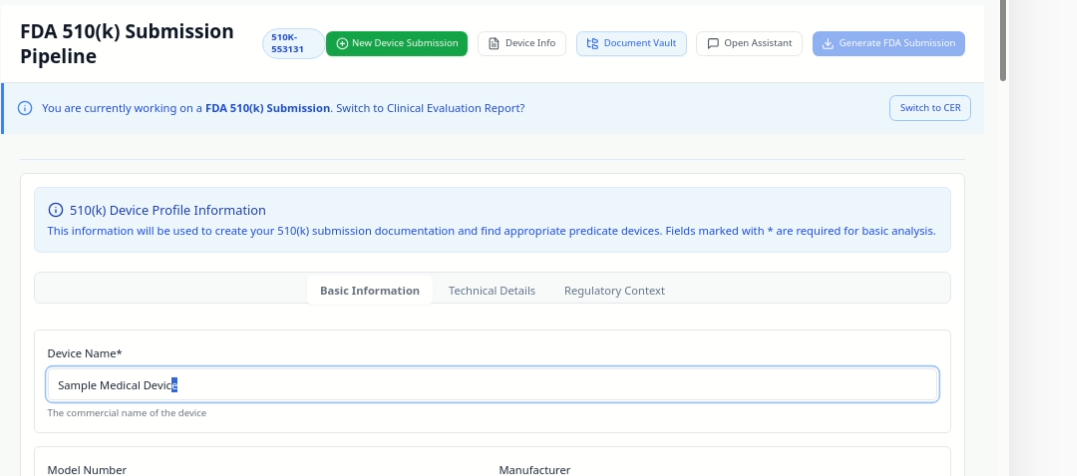 FDA 510(k) Submission
Pipeline
510K-
553131
New Device Submission
Device Info
Document Vault
Open Assistant
Generate FDA Submission
You are currently working on a FDA 510(k) Submission. Switch to Clinical Evaluation Report?
Switch to CER
510(k) Device Profile Information
This information will be used to create your 510(k) submission documentation and find appropriate predicate devices. Fields marked with * are required for basic analysis.
Basic Information
Technical Details
Regulatory Context
Device Name*
Sample Medical Device
The commercial name of the device
Model Number
Manufacturer